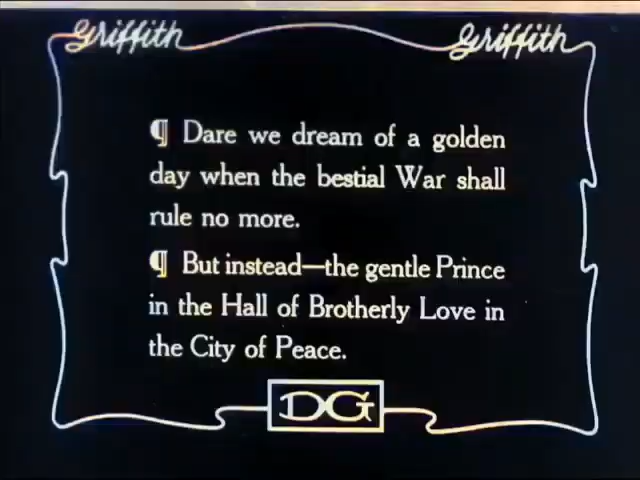 Griffith Griffith
¶ Dare we dream of a golden
day when the bestial War shall
rule no more.
¶ But instead—the gentle Prince
in the Hall of Brotherly Love in
the City of Peace.
DG